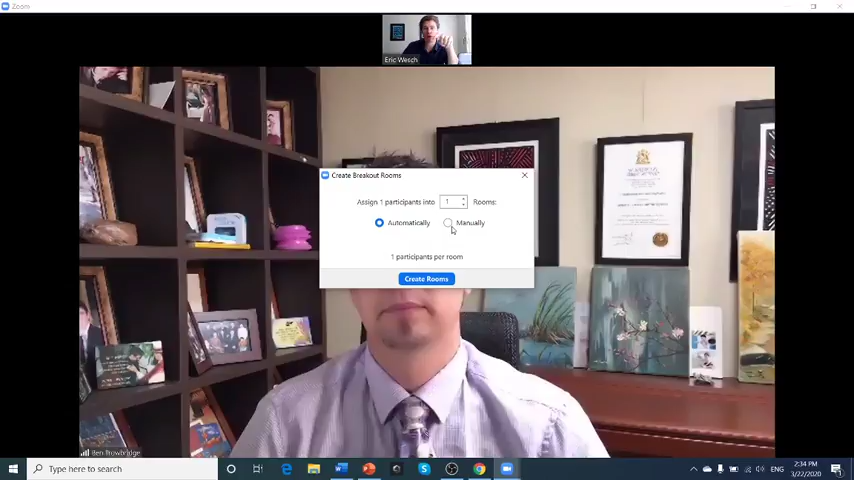 Zoom
Eric Wesch
Create Breakout Rooms
Assign 1 participants into 1 Rooms:
Automatically Manually
1 participants per room
Create Rooms
Ben Trowbridge
Type here to search
ENG
2:34 PM
3/22/2020